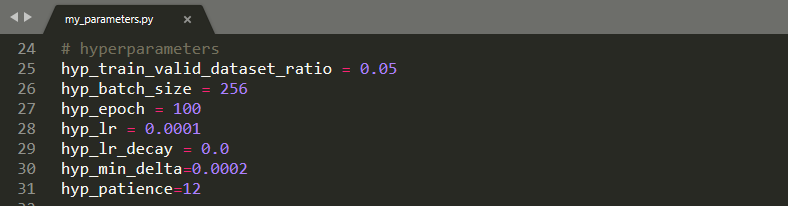 my_parameters.py
24 # hyperparameters
25 hyp_train_valid_dataset_ratio = 0.05
26 hyp_batch_size = 256
27 hyp_epoch = 100
28 hyp_lr = 0.0001
29 hyp_lr_decay = 0.0
30 hyp_min_delta=0.0002
31 hyp_patience=12